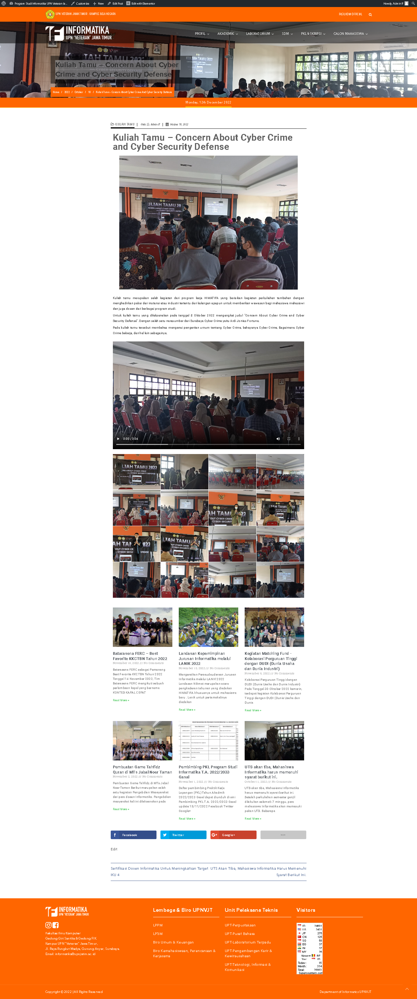 Program Studi Informatika UPN Veteran Ja... Customize New Edit Post Edit with Elementor Howdy, Admin IF
UPN VETERAN JAWA TIMUR - KAMPUS BELA NEGARA FASILKOM OFFICIAL
INFORMATIKA
UPN "VETERAN" JAWA TIMUR
PROFIL AKADEMIK LABORATORIUM SDM PKL & SKRIPSI CALON MAHASISWA
Kuliah Tamu – Concern About Cyber
Crime and Cyber Security Defense
Home / 2022 / October / 10 / Kuliah Tamu – Concern About Cyber Crime And Cyber Security Defense
Monday, 12th December 2022
KULIAH TAMU | Oleh: Admin IF | October 10, 2022
Kuliah Tamu – Concern About Cyber Crime
and Cyber Security Defense
Kuliah tamu merupakan salah kegiatan dari program kerja HIMATIFA yang berisikan kegiatan perkuliahan tambahan dengan
menghadirkan pakar dari instansi atau industri tertentu dari kalangan apapun untuk memberikan wawasan bagi mahasiswa mahasiswi
dan juga dosen dari berbagai program studi.
Untuk kuliah tamu yang dilaksanakan pada tanggal 8 Oktober 2022 mengangkat judul "Concern About Cyber Crime and Cyber
Security Defense". Dengan salah satu narasumber dari Surabaya Cyber Crime yaitu Ardi Jonias Fortuna.
Pada kuliah tamu tersebut membahas mengenai pengertian umum tentang Cyber Crime, bahayanya Cyber Crime, Bagaimana Cyber
Crime bekerja, dan hal lain sebagainya.
0:00 / 0:04
Batarasena FERC – Best
Favorite KKCTBN Tahun 2022
November 16, 2022 /// No Comments
Batarasena FERC sebagai Pemenang
Best Favorite KKCTBN Tahun 2022
Tanggal 14 November 2022, Tim
Batarasena FERC mengikuti sebuah
perlombaan kapal yang bernama
KONTES KAPAL CEPAT
Read More »
Landasan Kepemimpinan
Jurusan Informatika melalui
LANIK 2022
November 10, 2022 /// No Comments
Mengeratkan Persaudaudaraan Jurusan
Informatika melalui LANIK 2022
Landasan Nikmat merupakan acara
pengkaderan tahunan yang diadakan
HIMATIFA khususnya untuk mahasiswa
baru . Lanik untuk pertamakalinya
diadakan
Read More »
Kegiatan Matching Fund -
Kolaborasi Perguruan Tinggi
dengan DUDI (Dunia Usaha
dan Dunia Industri)
November 8, 2022 /// No Comments
Kolaborasi Perguruan Tinggi dengan
DUDI (Dunia Usaha dan Dunia Industri)
Pada Tanggal 30 Oktober 2022 kemarin,
terdapat kegiatan Kolaborasi Perguruan
Tinggi dengan DUDI (Dunia Usaha dan
Dunia
Read More »
Pembuatan Game Tahfidz
Quran di MTs Jabal Noer Taman
November 2, 2022 /// No Comments
Pembuatan Game Tahfidz di MTs Jabal
Noer Taman Berikut merupakan salah
satu kegiatan Pengabdian Masyarakat
dari para dosen Informatika. Pengabdian
masyarakat kali ini dilaksanakan pada
Read More »
Pembimbing PKL Program Studi
Informatika T.A. 2022/2033
Gasal
November 1, 2022 /// No Comments
Daftar pembimbing Praktik Kerja
Lapangan (PKL) Tahun Akadmik
2022/2023 Gasal dapat diunduh di sini
Pembimbing PKL T.A. 2022/2023 Gasal
update 10/11/2022 Facebook Twitter
Google+
Read More »
UTS akan tiba, Mahasiswa
Informatika harus memenuhi
syarat berikut ini.
October 11, 2022 /// No Comments
UTS akan tiba, Mahasiswa Informatika
harus memenuhi syarat berikut ini.
Setelah perkuliahan semester ganjil
dilakukan selama 6-7 minggu, para
mahasiswa Informatika akan memasuki
pekan UTS. Beberapa
Read More »
Facebook Twitter Google+
Edit
Sertifikasi Dosen Informatika Untuk Meningkatkan Target
IKU 4
UTS Akan Tiba, Mahasiswa Informatika Harus Memenuhi
Syarat Berikut Ini.
INFORMATIKA
UPN "VETERAN" JAWA TIMUR
Fakultas Ilmu Komputer
Gedung Giri Santika & Gedung FIK
Kampus UPN "Veteran" Jawa Timur,
Jl. Raya Rungkut Madya, Gunung Anyar, Surabaya.
Email: informatika@upnjatim.ac.id
Lembaga & Biro UPNVJT
LPPM
LP3M
Biro Umum & Keuangan
Biro Kemahasiswaan, Perencanaan &
Kerjasama
Unit Pelaksana Teknis
UPT-Perpustakaan
UPT-Pusat Bahasa
UPT-Laboratorium Terpadu
UPT-Pengembangan Karir &
Kewirausahaan
UPT-Teknologi, Informasi &
Komunikasi
Visitors
ID 24601
US 3431
JP 275
CN 125
SG 58
EG 37
IN 37
MY 26
Newest: BE
You: ID
Today: 15
Month: 314
Total: 28803
Supercounters.com
Copyright © 2022 | All Rights Reserved
Department of Informatics UPNVJT